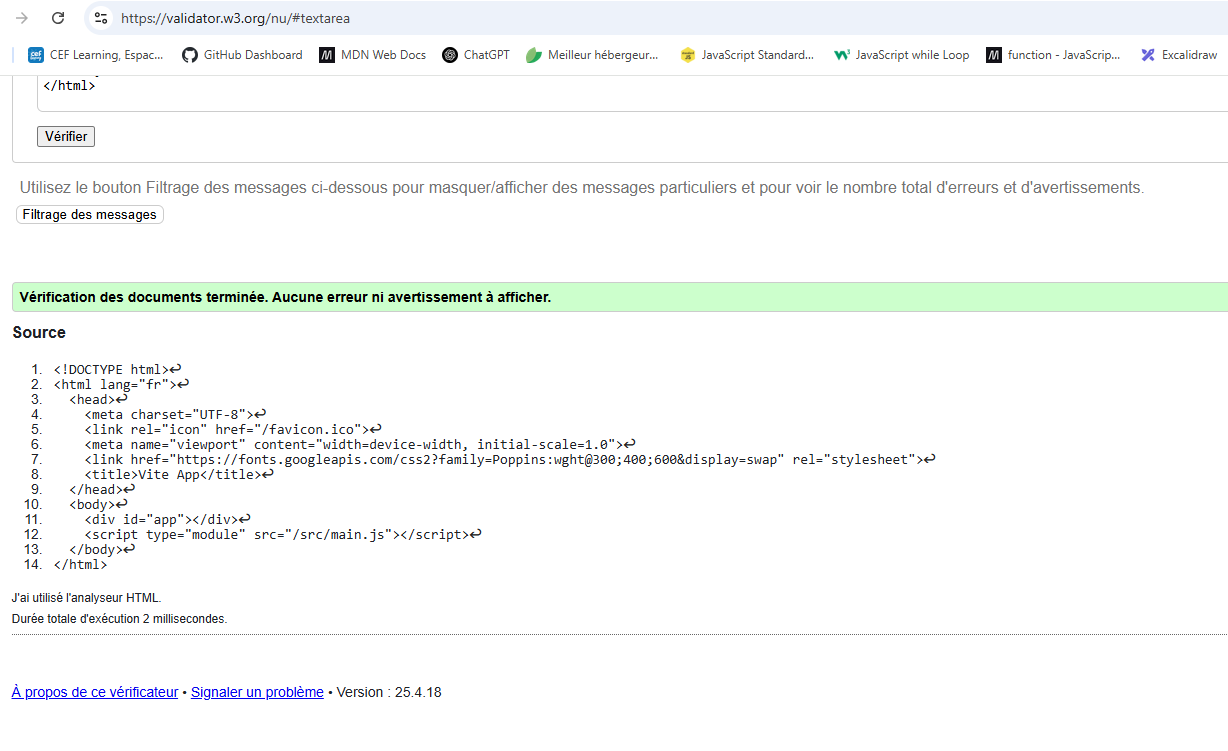 https://validator.w3.org/nu/#textarea
CEF Learning, Espac... GitHub Dashboard MDN Web Docs ChatGPT Meilleur hébergeur... JavaScript Standard... JavaScript while Loop function - JavaScrip... Excalidraw
</html>
Vérifier
Utilisez le bouton Filtrage des messages ci-dessous pour masquer/afficher des messages particuliers et pour voir le nombre total d'erreurs et d'avertissements.
Filtrage des messages
Vérification des documents terminée. Aucune erreur ni avertissement à afficher.
Source
1. <!DOCTYPE html>↩
2. <html lang="fr">↩
3. <head>↩
4. <meta charset="UTF-8">↩
5. <link rel="icon" href="/favicon.ico">↩
6. <meta name="viewport" content="width=device-width, initial-scale=1.0">↩
7. <link href="https://fonts.googleapis.com/css2?family=Poppins:wght@300;400;600&display=swap" rel="stylesheet">↩
8. <title>Vite App</title>↩
9. </head>↩
10. <body>↩
11. <div id="app"></div>↩
12. <script type="module" src="/src/main.js"></script>↩
13. </body>↩
14. </html>
J'ai utilisé l'analyseur HTML.
Durée totale d'exécution 2 millisecondes.
À propos de ce vérificateur • Signaler un problème • Version : 25.4.18